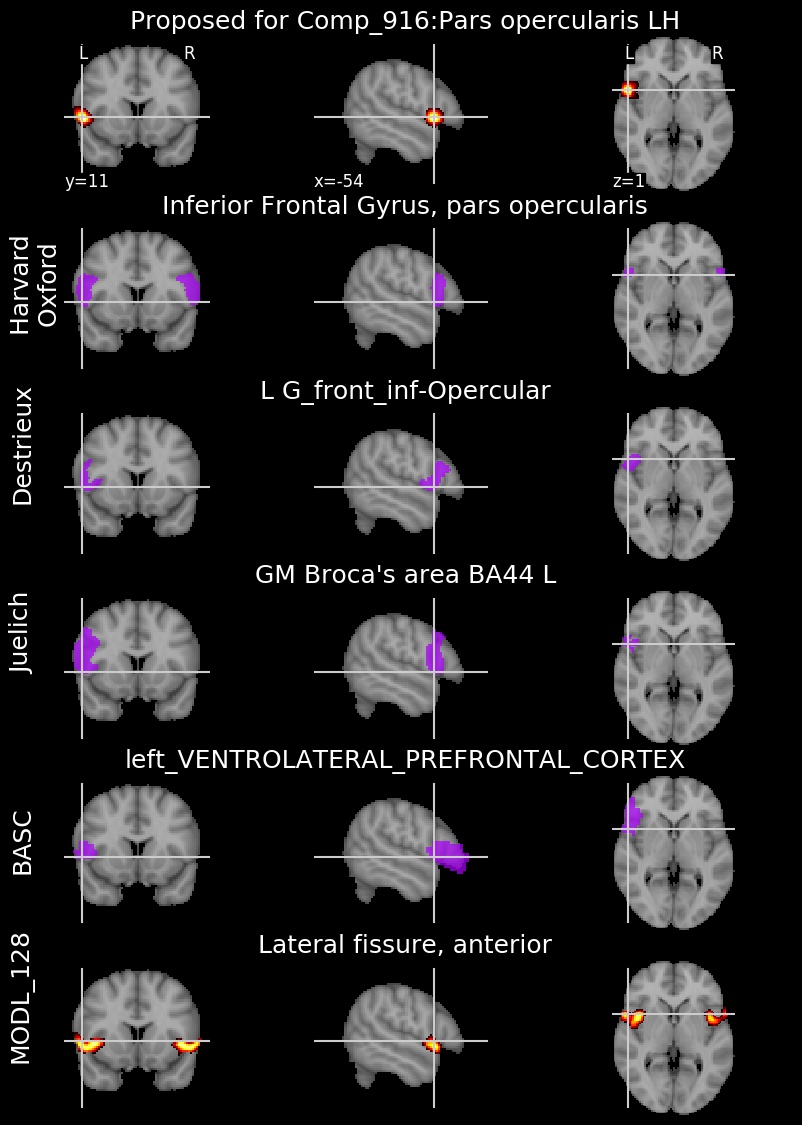 Proposed for Comp_916:Pars opercularis LH
L R
L R
y=11
x=-54
z=1
Inferior Frontal Gyrus, pars opercularis
Harvard
Oxford
L G_front_inf-Opercular
Destrieux
GM Broca's area BA44 L
Juelich
left_VENTROLATERAL_PREFRONTAL_CORTEX
BASC
Lateral fissure, anterior
MODL_128